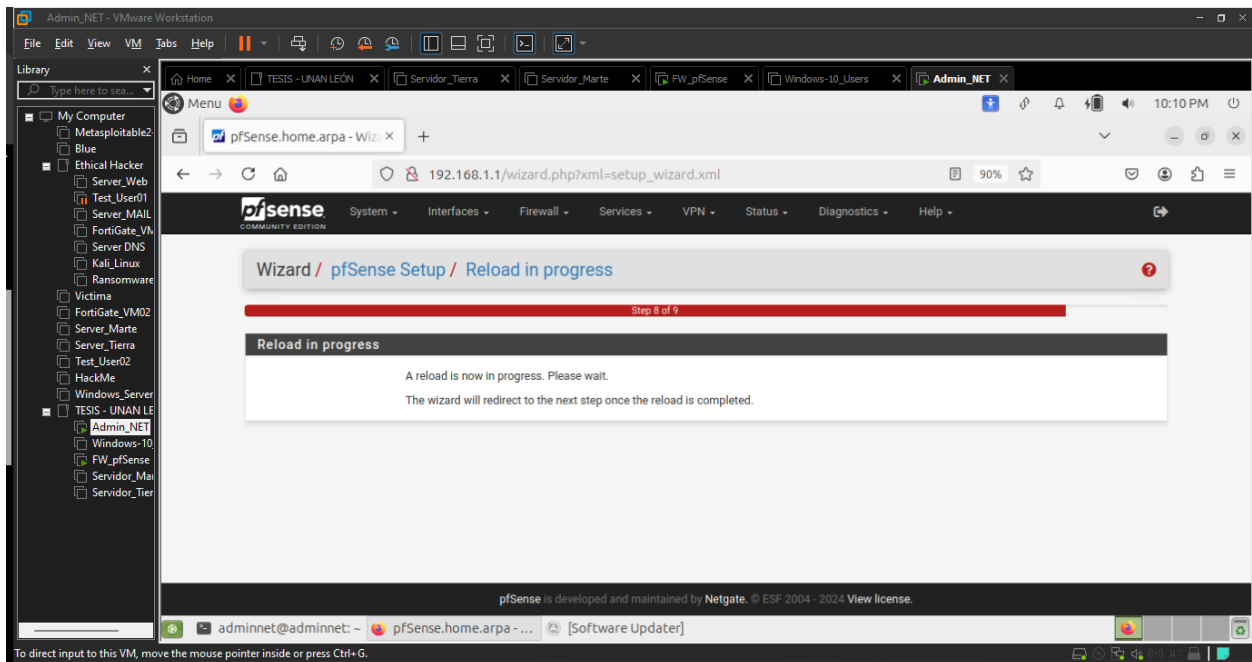 Admin_NET - VMware Workstation
File Edit View VM Tabs Help
Library
Type here to sea...
My Computer
Metasploitable2-
Blue
Ethical Hacker
Server_Web
Test_User01
Server_MAIL
FortiGate_VM
Server DNS
Kali_Linux
Ransomware
Victima
FortiGate_VM02
Server_Marte
Server_Tierra
Test_User02
HackMe
Windows_Server
TESIS - UNAN LE
Admin_NET
Windows-10_
FW_pfSense
Servidor_Mar
Servidor_Tier
Home TESIS - UNAN LEÓN Servidor_Tierra Servidor_Marte FW_pfSense Windows-10_Users Admin_NET
Menu 10:10 PM
pfSense.home.arpa - Wiz
192.168.1.1/wizard.php?xml=setup_wizard.xml 90%
pfsense COMMUNITY EDITION
System Interfaces Firewall Services VPN Status Diagnostics Help
Wizard / pfSense Setup / Reload in progress
Step 8 of 9
Reload in progress
A reload is now in progress. Please wait.
The wizard will redirect to the next step once the reload is completed.
pfSense is developed and maintained by Netgate. © ESF 2004 - 2024 View license.
adminnet@adminnet: ~ pfSense.home.arpa - ... [Software Updater]
To direct input to this VM, move the mouse pointer inside or press Ctrl+G.